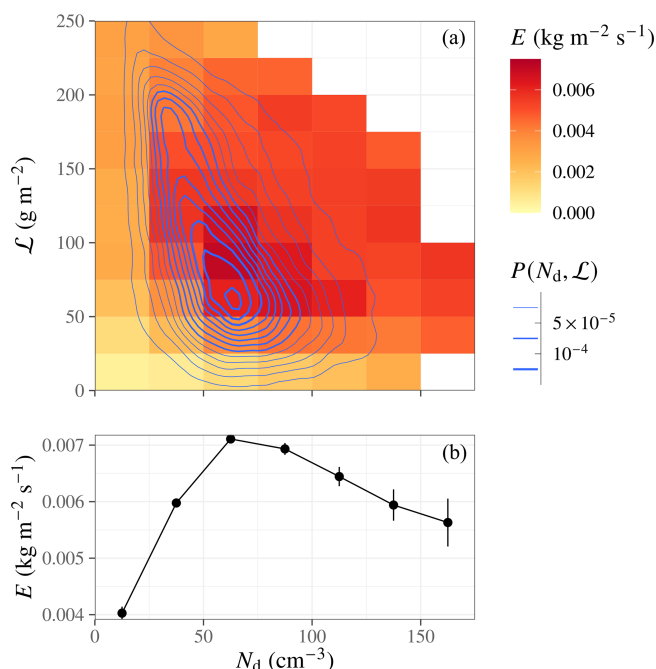 250
200
150
100
50
0
ℒ (g m⁻²)
(a)
E (kg m⁻² s⁻¹)
0.006
0.004
0.002
0.000
P(N_d, ℒ)
5 × 10⁻⁵
10⁻⁴
(b)
0.007
0.006
0.005
0.004
E (kg m⁻² s⁻¹)
0 50 100 150
N_d (cm⁻³)